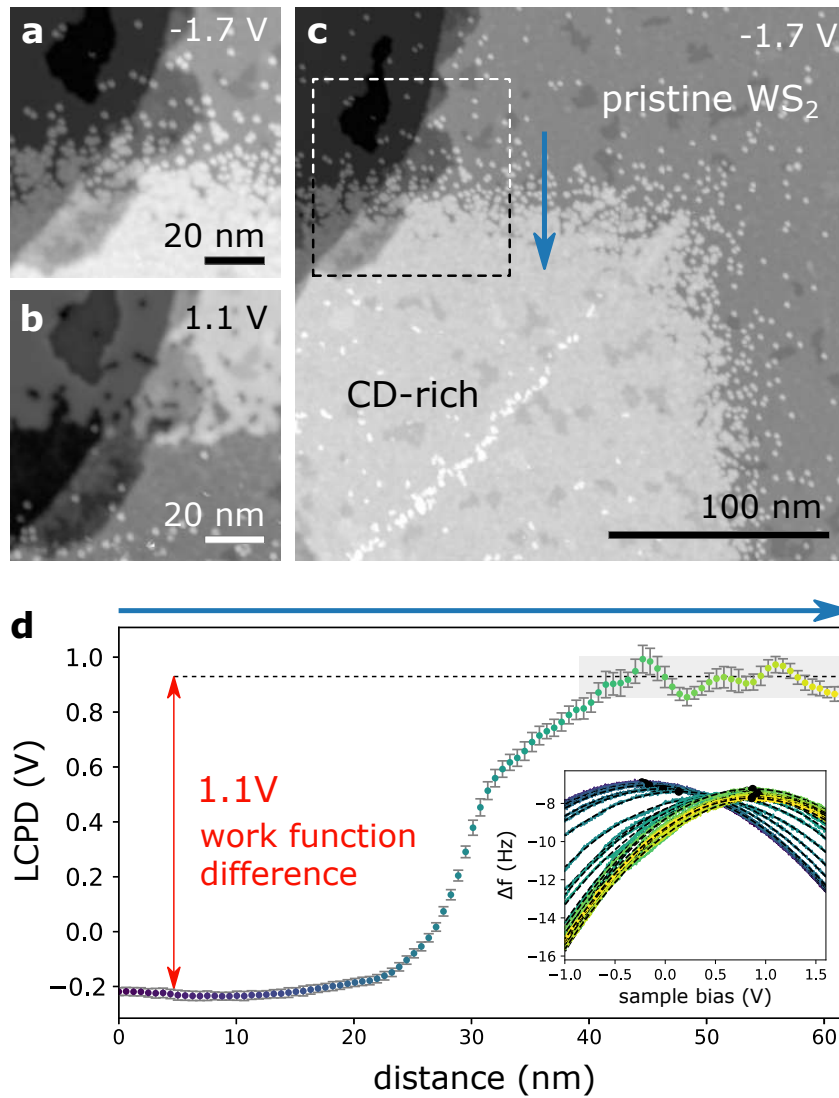 a
-1.7 V
20 nm
b
1.1 V
20 nm
c
-1.7 V
pristine WS₂
CD-rich
100 nm
d
LCPD (V)
1.0
0.8
0.6
0.4
0.2
0.0
−0.2
1.1V
work function
difference
Δf (Hz)
−8
−10
−12
−14
−16
−1.0 −0.5 0.0 0.5 1.0 1.5
sample bias (V)
0 10 20 30 40 50 60
distance (nm)